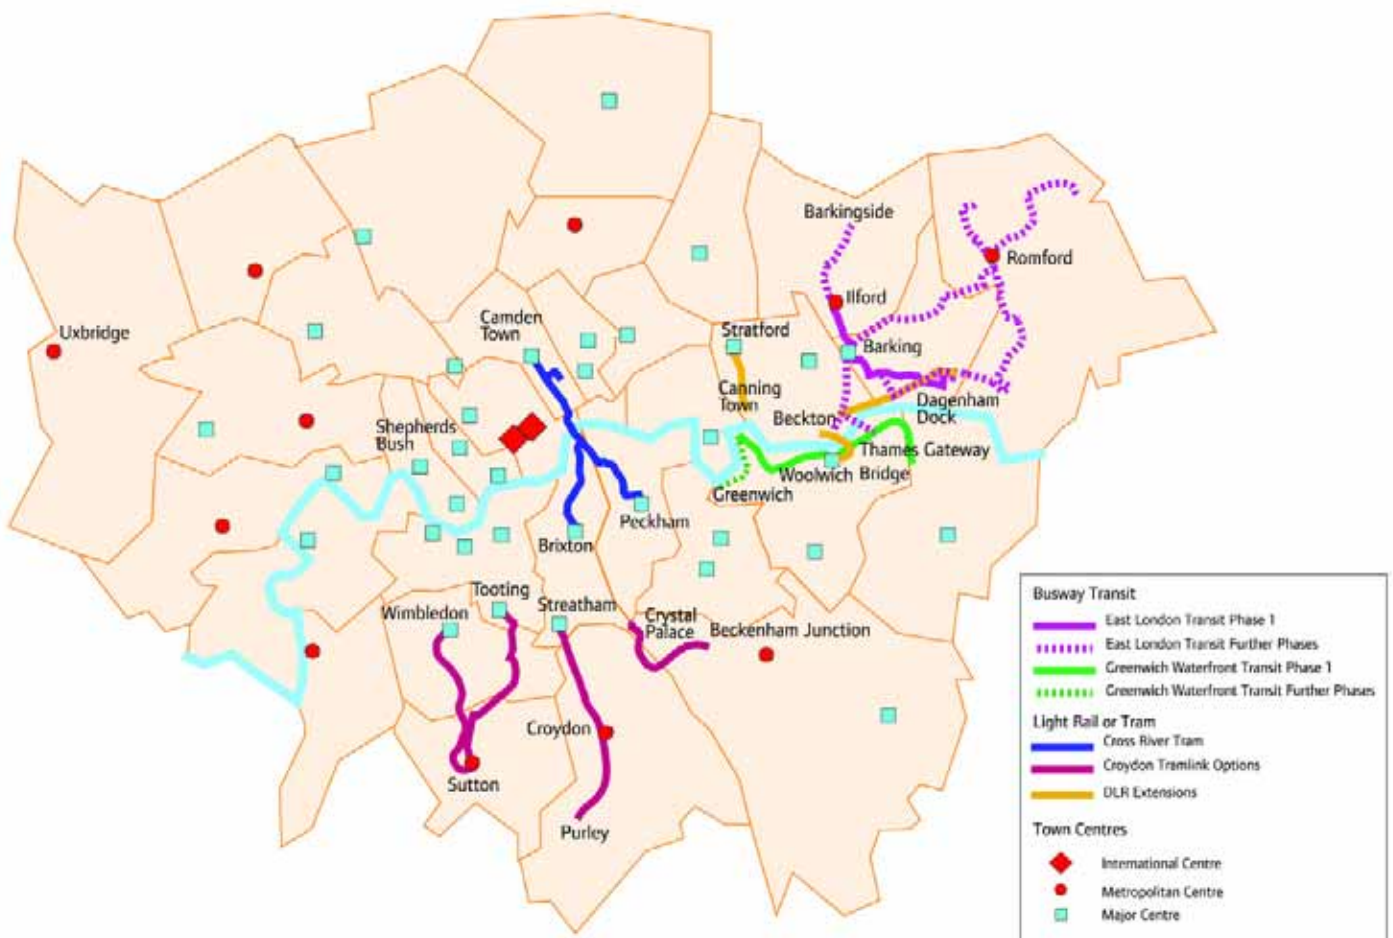 Barkingside
Romford
Ilford
Uxbridge
Camden
Town
Stratford
Barking
Canning
Town
Dagenham
Dock
Beckton
Shepherds
Bush
Thames Gateway
Bridge
Woolwich
Greenwich
Peckham
Brixton
Tooting
Wimbledon
Streatham
Crystal
Palace
Beckenham Junction
Croydon
Sutton
Purley
Busway Transit
East London Transit Phase 1
East London Transit Further Phases
Greenwich Waterfront Transit Phase 1
Greenwich Waterfront Transit Further Phases
Light Rail or Tram
Cross River Tram
Croydon Tramlink Options
DLR Extensions
Town Centres
International Centre
Metropolitan Centre
Major Centre